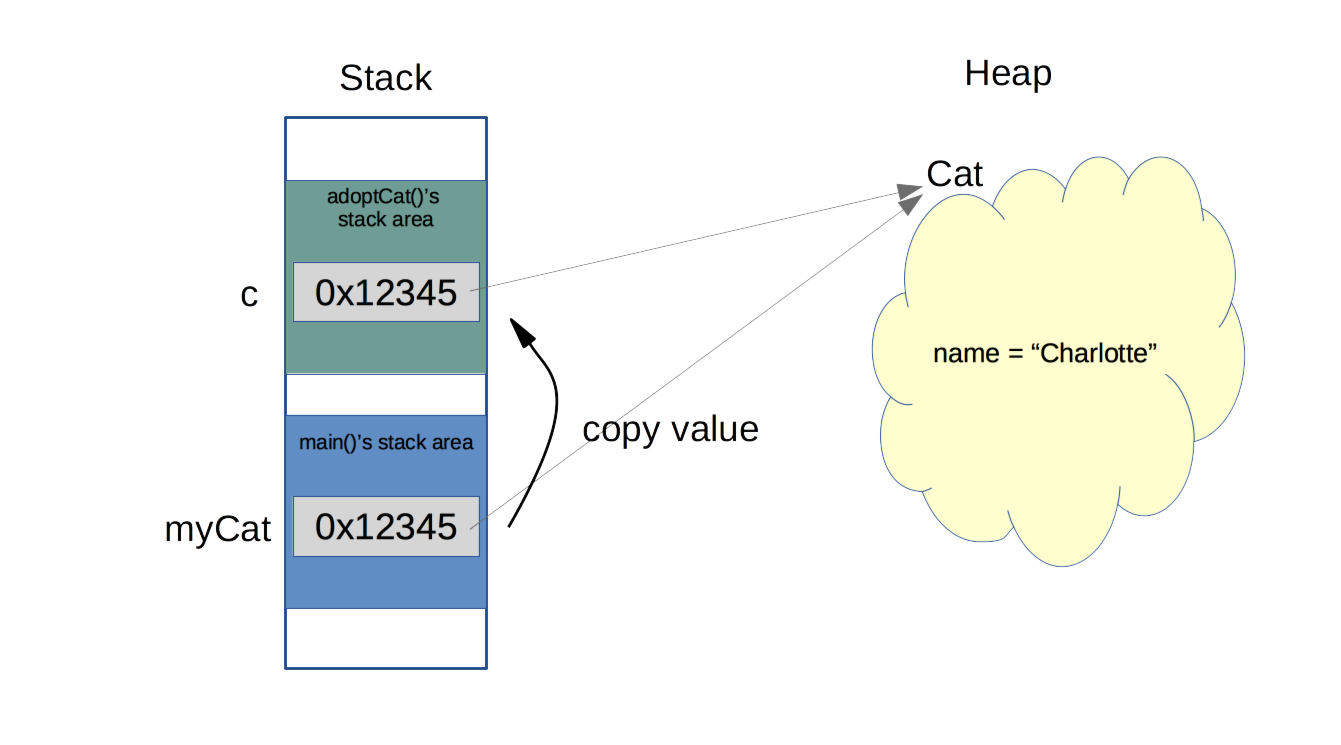 Stack
Heap
Cat
adoptCat()’s
stack area
c
0x12345
name = “Charlotte”
copy value
main()’s stack area
myCat
0x12345